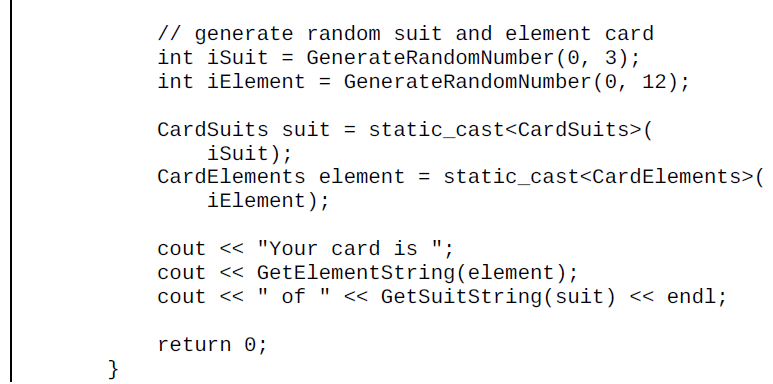 // generate random suit and element card
int iSuit = GenerateRandomNumber(0, 3);
int iElement = GenerateRandomNumber(0, 12);
CardSuits suit = static_cast<CardSuits>(
iSuit);
CardElements element = static_cast<CardElements>(
iElement);
cout << "Your card is ";
cout << GetElementString(element);
cout << " of " << GetSuitString(suit) << endl;
return 0;
}